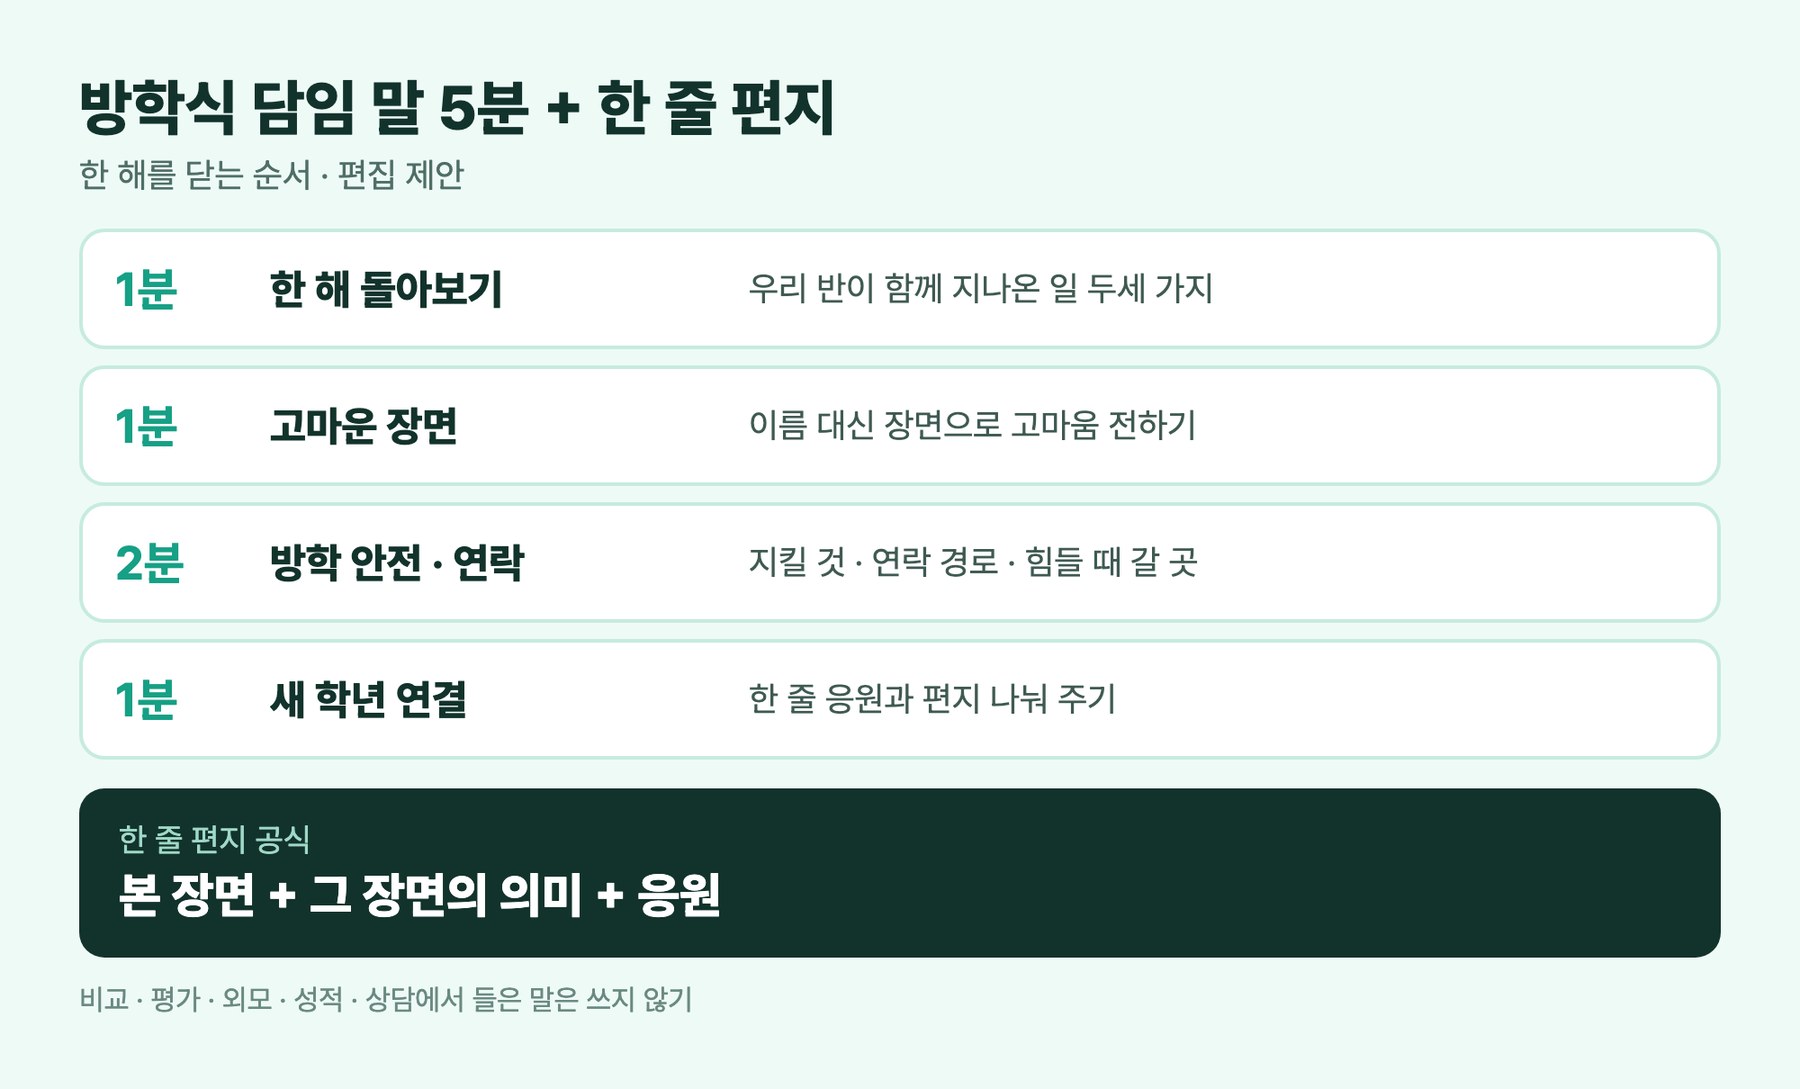 방학식 담임 말 5분 + 한 줄 편지
한 해를 닫는 순서 · 편집 제안
1분 한 해 돌아보기 우리 반이 함께 지나온 일 두세 가지
1분 고마운 장면 이름 대신 장면으로 고마움 전하기
2분 방학 안전 · 연락 지킬 것 · 연락 경로 · 힘들 때 갈 곳
1분 새 학년 연결 한 줄 응원과 편지 나눠 주기
한 줄 편지 공식
본 장면 + 그 장면의 의미 + 응원
비교 · 평가 · 외모 · 성적 · 상담에서 들은 말은 쓰지 않기